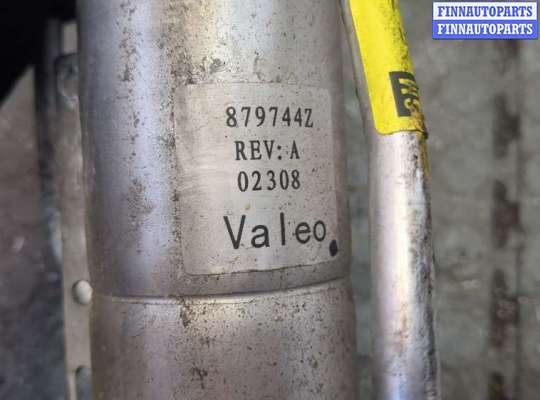 FINNAUTOPARTS
FINNAUTOPARTS
879744Z
REV: A
02308
Valeo